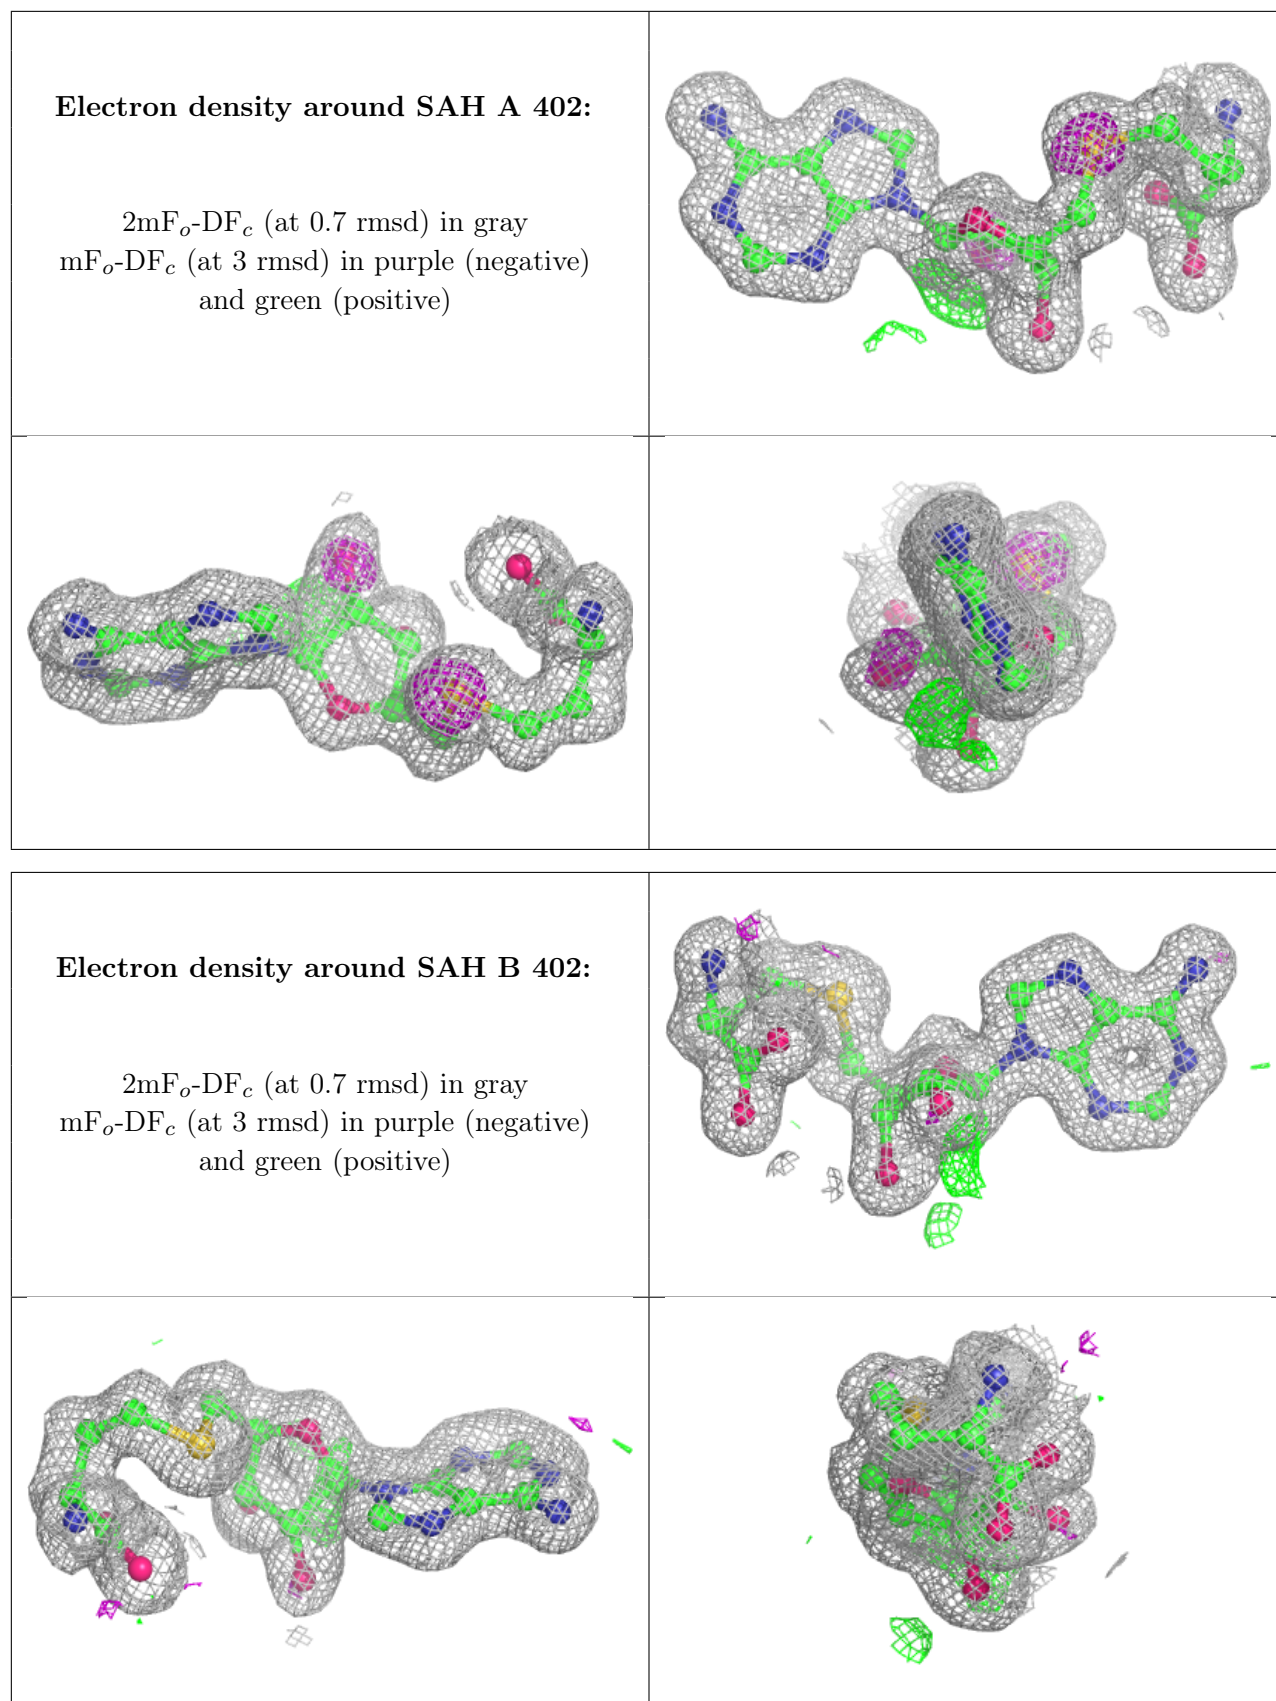 Electron density around SAH A 402:
2mFo-DFc (at 0.7 rmsd) in gray
mFo-DFc (at 3 rmsd) in purple (negative)
and green (positive)
Electron density around SAH B 402:
2mFo-DFc (at 0.7 rmsd) in gray
mFo-DFc (at 3 rmsd) in purple (negative)
and green (positive)